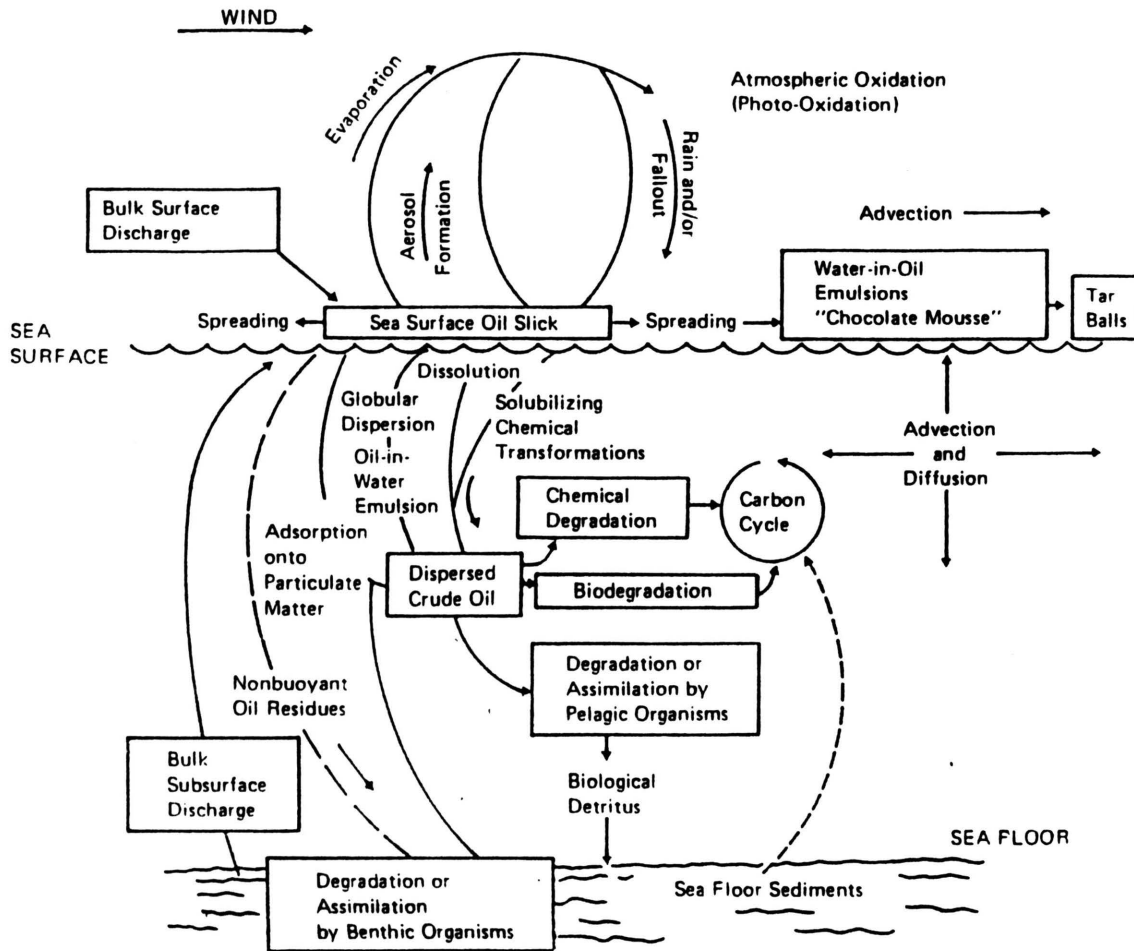 WIND
Evaporation
Aerosol
Formation
Rain and/or
Fallout
Atmospheric Oxidation
(Photo-Oxidation)
Bulk Surface
Discharge
Advection
Water-in-Oil
Emulsions
"Chocolate Mousse"
Tar
Balls
Spreading
Sea Surface Oil Slick
Spreading
SEA
SURFACE
Dissolution
Globular
Dispersion
Solubilizing
Chemical
Transformations
Oil-in-
Water
Emulsion
Advection
and
Diffusion
Chemical
Degradation
Carbon
Cycle
Adsorption
onto
Particulate
Matter
Dispersed
Crude Oil
Biodegradation
Degradation or
Assimilation by
Pelagic Organisms
Nonbuoyant
Oil Residues
Bulk
Subsurface
Discharge
Biological
Detritus
SEA FLOOR
Sea Floor Sediments
Degradation or
Assimilation
by Benthic Organisms